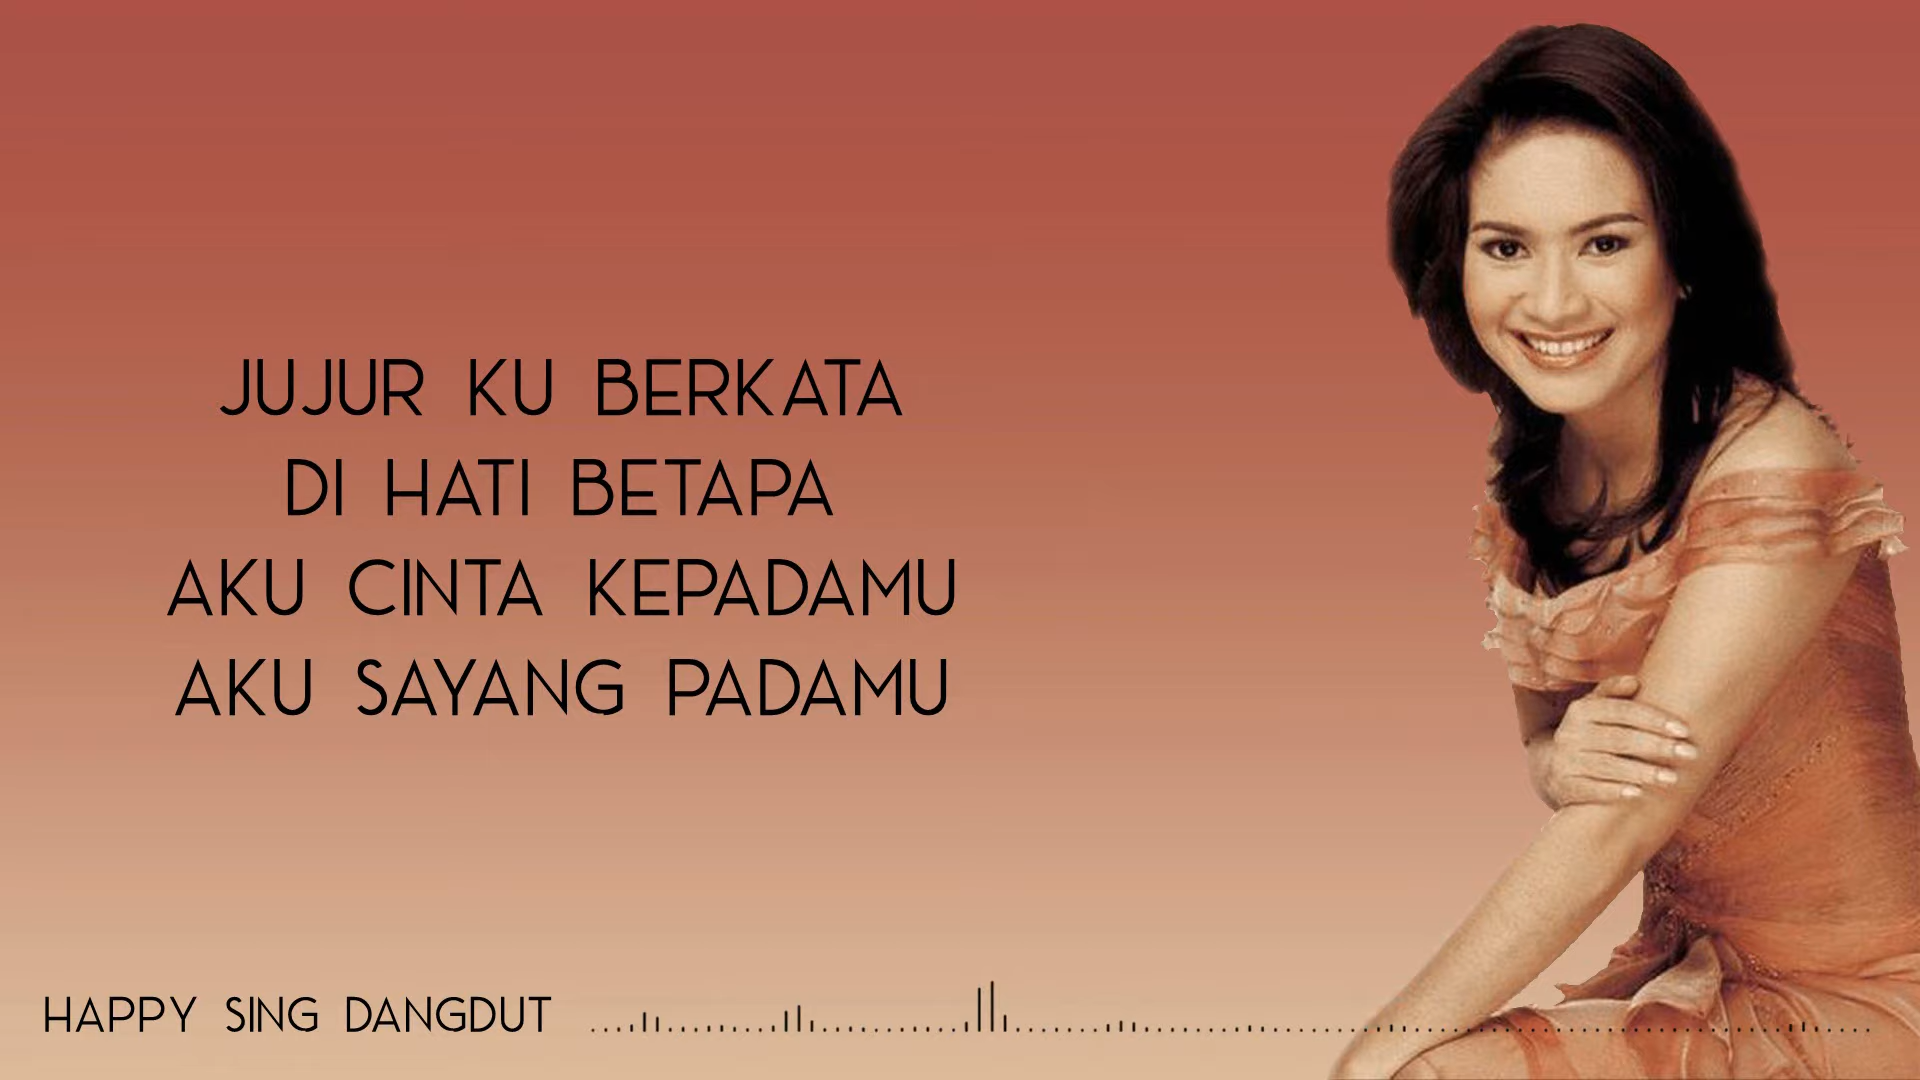 JUJUR KU BERKATA
DI HATI BETAPA
AKU CINTA KEPADAMU
AKU SAYANG PADAMU
HAPPY SING DANGDUT